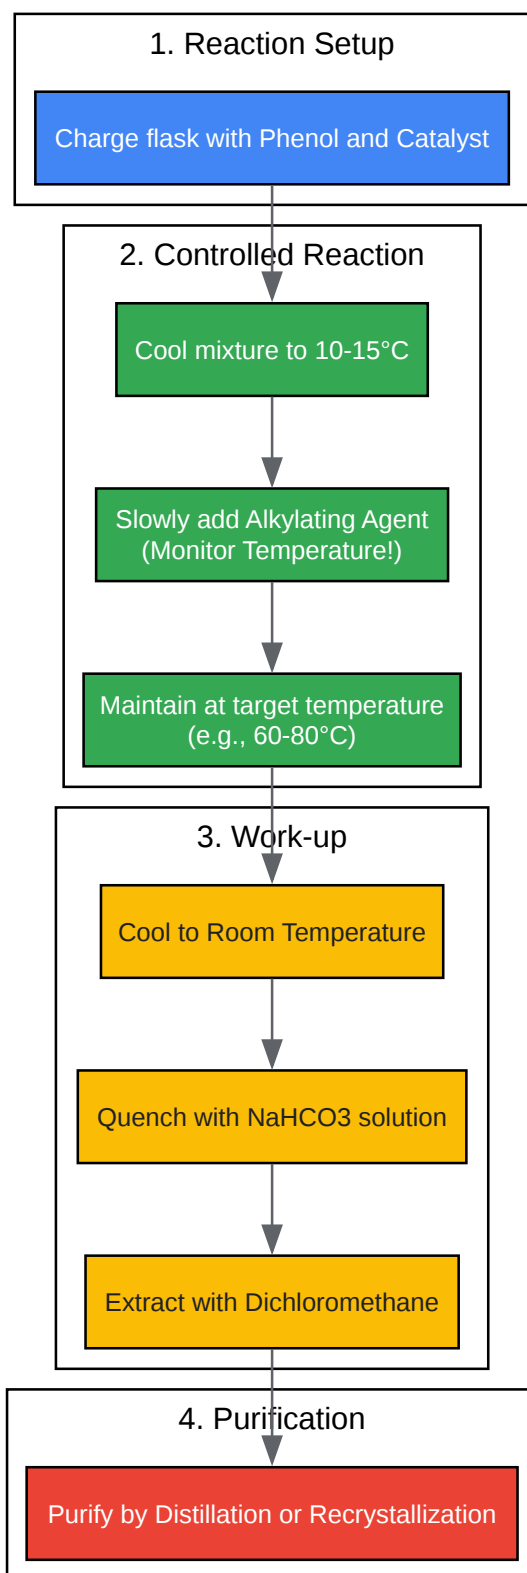 1. Reaction Setup
Charge flask with Phenol and Catalyst
2. Controlled Reaction
Cool mixture to 10-15°C
Slowly add Alkylating Agent
(Monitor Temperature!)
Maintain at target temperature
(e.g., 60-80°C)
3. Work-up
Cool to Room Temperature
Quench with NaHCO3 solution
Extract with Dichloromethane
4. Purification
Purify by Distillation or Recrystallization